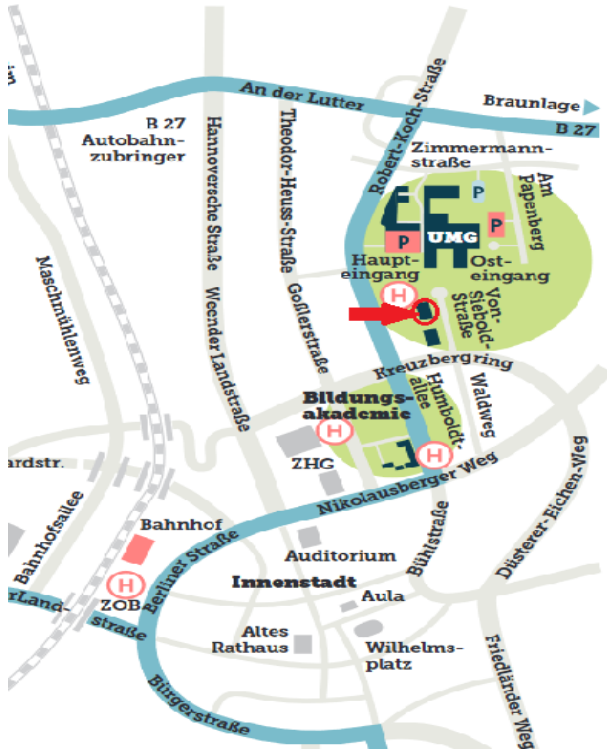 An der Lutter
Braunlage
B 27
B 27
Autobahn-
zubringer
Hannoversche Straße
Theodor-Heuss-Straße
Robert-Koch-Straße
Zimmermann-
straße
Am
Papenberg
P
P
P
UMG
Haupt-
eingang
Ost-
eingang
H
Von-
Siebold-
Straße
Maschmühlenweg
Weender Landstraße
Goßlerstraße
Kreuzbergring
Humboldt-
allee
Waldweg
Bildungs-
akademie
H
H
ZHG
Nikolausberger Weg
ardstr.
Bahnhofsallee
Bahnhof
H
ZOB
Berliner Straße
Auditorium
Innenstadt
Bühlstraße
Düsterer-Eichen-Weg
Aula
rLand-
straße
Altes
Rathaus
Wilhelms-
platz
Friedländer Weg
Bürgerstraße